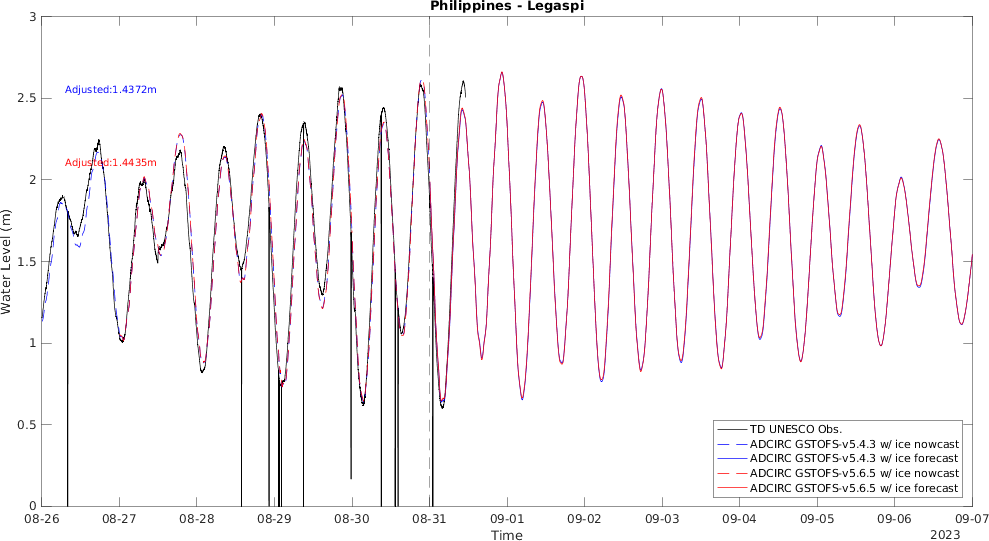 Philippines - Legaspi
3
2.5
2
1.5
1
0.5
0
Water Level (m)
Adjusted:1.4372m
Adjusted:1.4435m
TD UNESCO Obs.
ADCIRC GSTOFS-v5.4.3 w/ ice nowcast
ADCIRC GSTOFS-v5.4.3 w/ ice forecast
ADCIRC GSTOFS-v5.6.5 w/ ice nowcast
ADCIRC GSTOFS-v5.6.5 w/ ice forecast
08-26 08-27 08-28 08-29 08-30 08-31 09-01 09-02 09-03 09-04 09-05 09-06 09-07
Time
2023